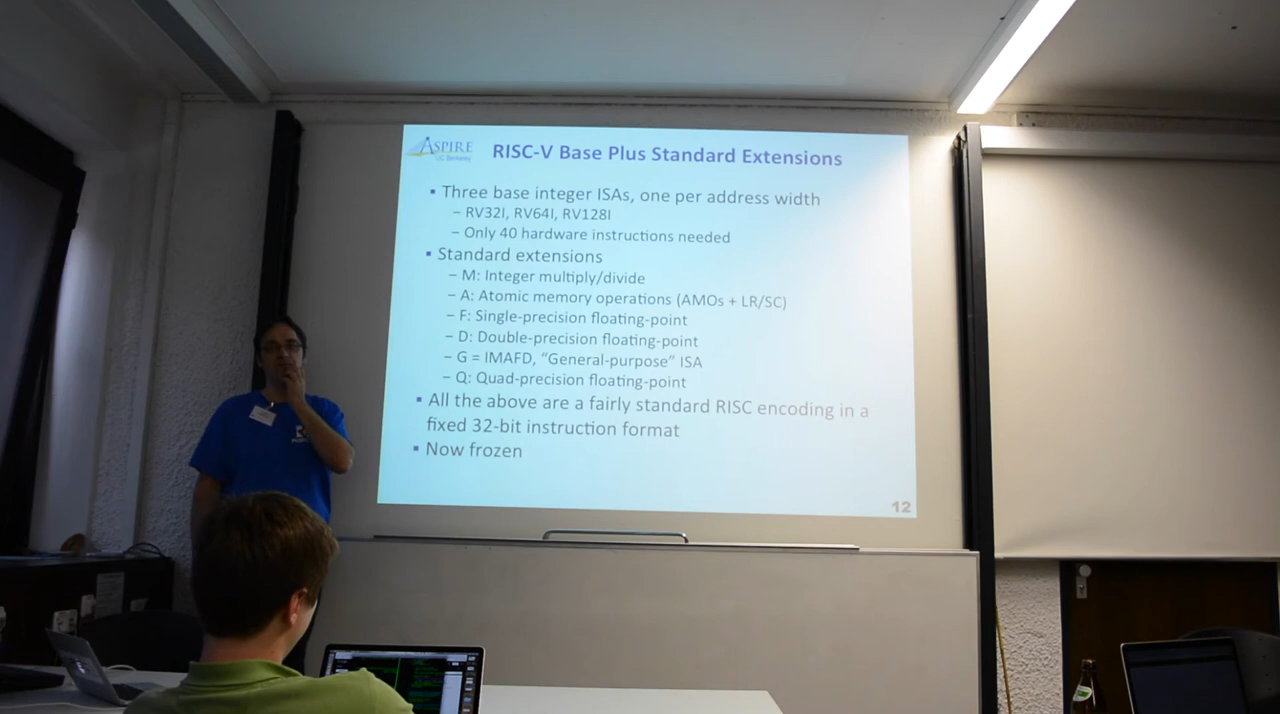 ASPIRE
UC Berkeley
RISC-V Base Plus Standard Extensions
▪ Three base integer ISAs, one per address width
– RV32I, RV64I, RV128I
– Only 40 hardware instructions needed
▪ Standard extensions
– M: Integer multiply/divide
– A: Atomic memory operations (AMOs + LR/SC)
– F: Single-precision floating-point
– D: Double-precision floating-point
– G = IMAFD, “General-purpose” ISA
– Q: Quad-precision floating-point
▪ All the above are a fairly standard RISC encoding in a
fixed 32-bit instruction format
▪ Now frozen
12